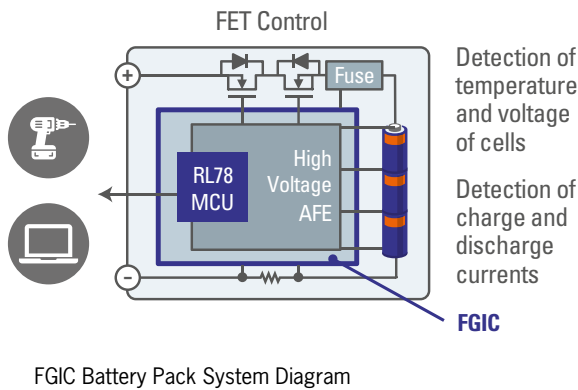 FET Control
+
Fuse
Detection of
temperature
and voltage
of cells
RL78
MCU
High
Voltage
AFE
Detection of
charge and
discharge
currents
−
FGIC
FGIC Battery Pack System Diagram